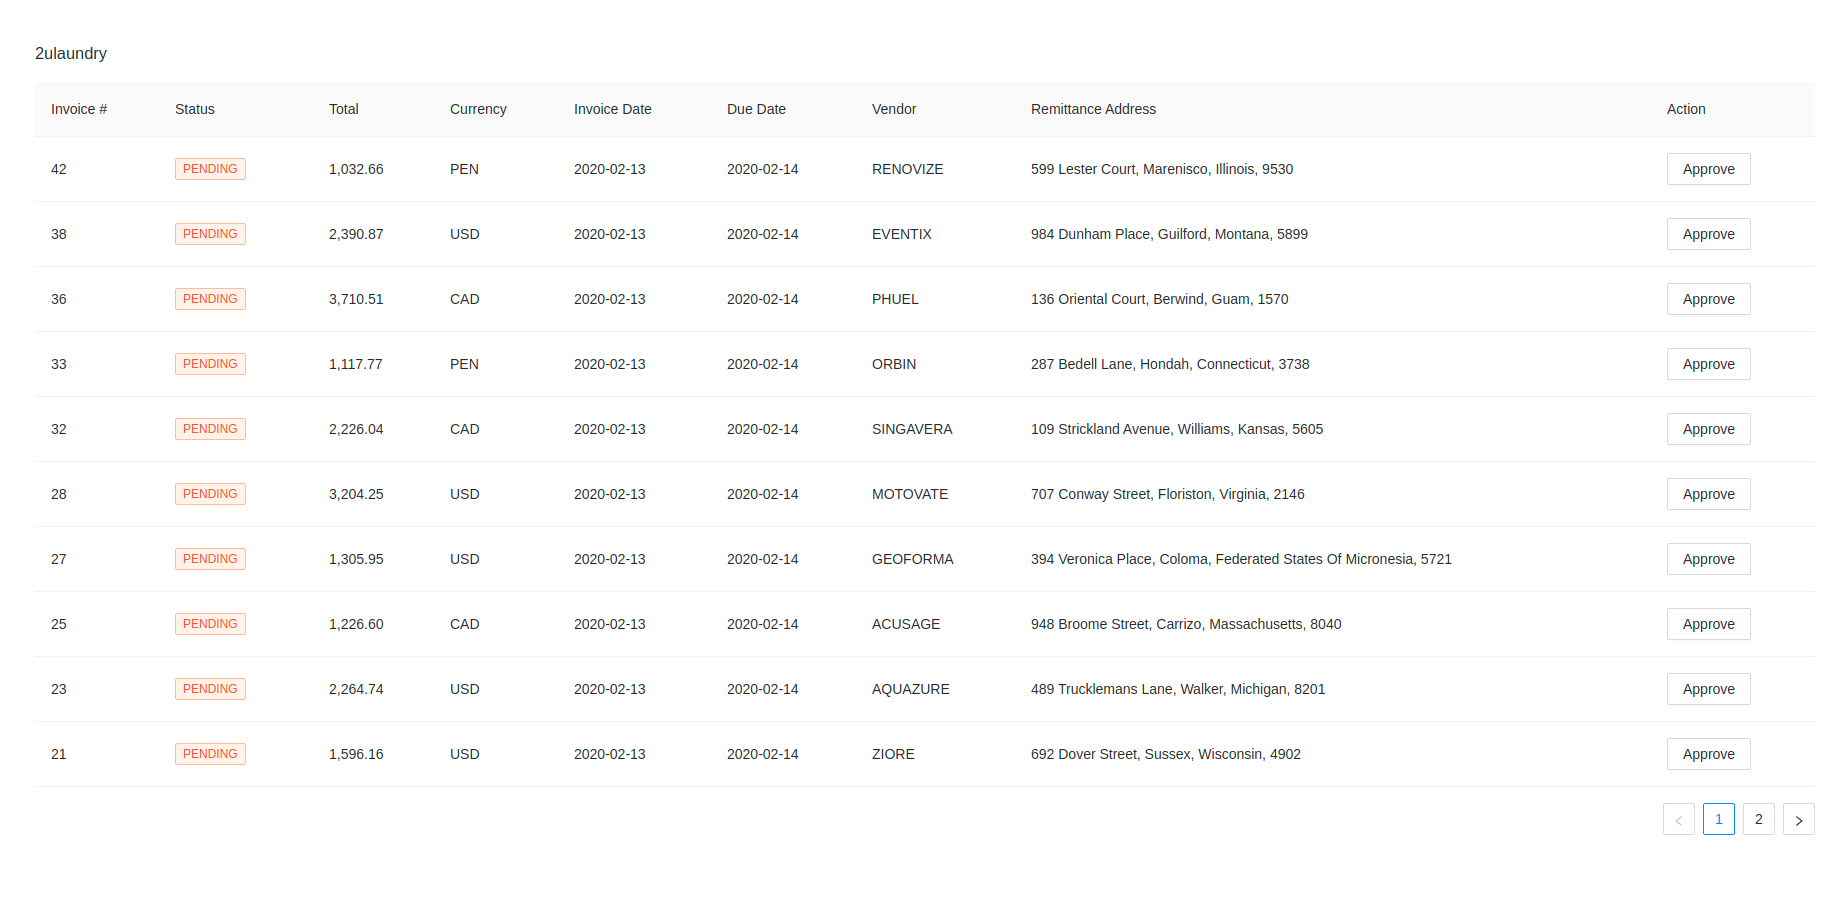 2ulaundry
Invoice # Status Total Currency Invoice Date Due Date Vendor Remittance Address Action
42 PENDING 1,032.66 PEN 2020-02-13 2020-02-14 RENOVIZE 599 Lester Court, Marenisco, Illinois, 9530 Approve
38 PENDING 2,390.87 USD 2020-02-13 2020-02-14 EVENTIX 984 Dunham Place, Guilford, Montana, 5899 Approve
36 PENDING 3,710.51 CAD 2020-02-13 2020-02-14 PHUEL 136 Oriental Court, Berwind, Guam, 1570 Approve
33 PENDING 1,117.77 PEN 2020-02-13 2020-02-14 ORBIN 287 Bedell Lane, Hondah, Connecticut, 3738 Approve
32 PENDING 2,226.04 CAD 2020-02-13 2020-02-14 SINGAVERA 109 Strickland Avenue, Williams, Kansas, 5605 Approve
28 PENDING 3,204.25 USD 2020-02-13 2020-02-14 MOTOVATE 707 Conway Street, Floriston, Virginia, 2146 Approve
27 PENDING 1,305.95 USD 2020-02-13 2020-02-14 GEOFORMA 394 Veronica Place, Coloma, Federated States Of Micronesia, 5721 Approve
25 PENDING 1,226.60 CAD 2020-02-13 2020-02-14 ACUSAGE 948 Broome Street, Carrizo, Massachusetts, 8040 Approve
23 PENDING 2,264.74 USD 2020-02-13 2020-02-14 AQUAZURE 489 Trucklemans Lane, Walker, Michigan, 8201 Approve
21 PENDING 1,596.16 USD 2020-02-13 2020-02-14 ZIORE 692 Dover Street, Sussex, Wisconsin, 4902 Approve
1 2